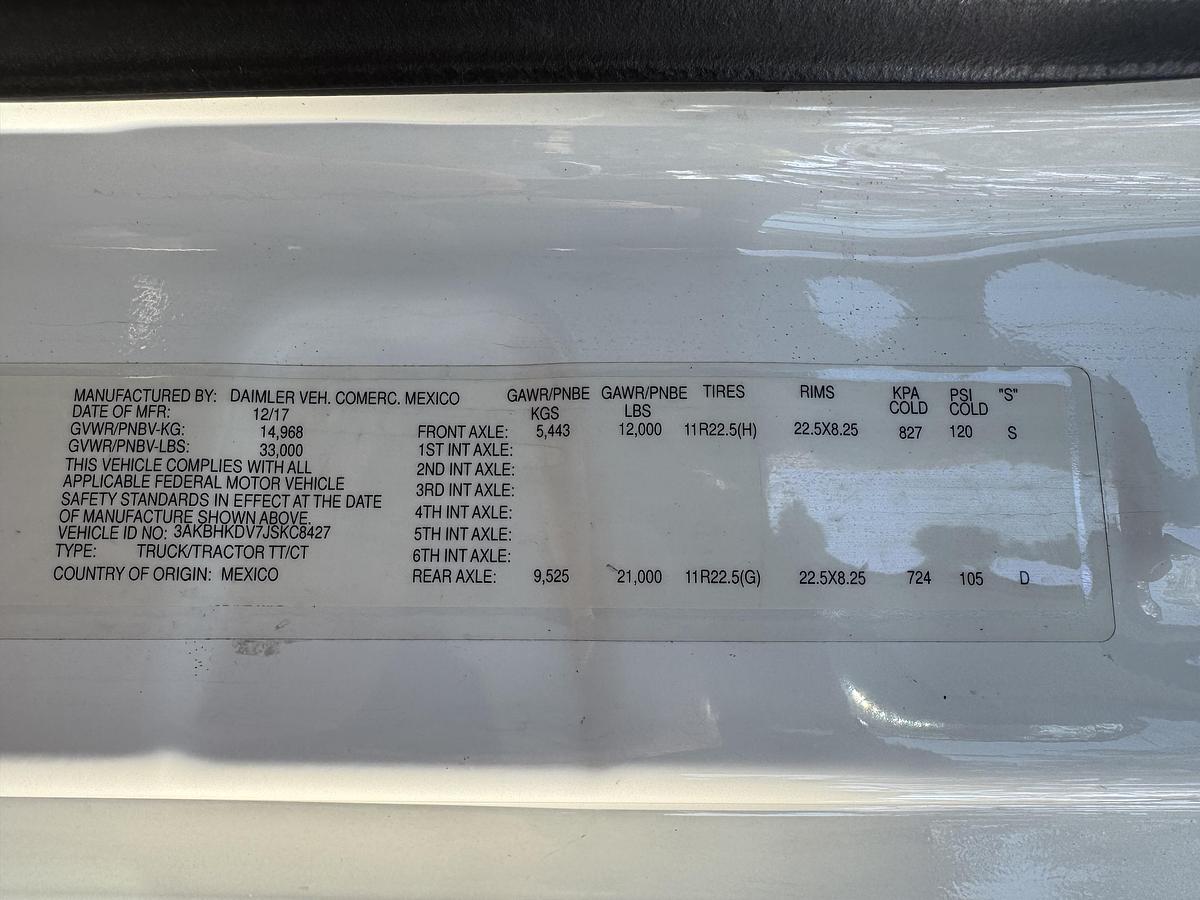 MANUFACTURED BY: DAIMLER VEH. COMERC. MEXICO
DATE OF MFR: 12/17
GVWR/PNBV-KG: 14,968
GVWR/PNBV-LBS: 33,000
THIS VEHICLE COMPLIES WITH ALL
APPLICABLE FEDERAL MOTOR VEHICLE
SAFETY STANDARDS IN EFFECT AT THE DATE
OF MANUFACTURE SHOWN ABOVE.
VEHICLE ID NO: 3AKBHKDV7JSKC8427
TYPE: TRUCK/TRACTOR TT/CT
COUNTRY OF ORIGIN: MEXICO
GAWR/PNBE GAWR/PNBE TIRES RIMS KPA PSI "S"
KGS LBS COLD COLD
FRONT AXLE: 5,443 12,000 11R22.5(H) 22.5X8.25 827 120 S
1ST INT AXLE:
2ND INT AXLE:
3RD INT AXLE:
4TH INT AXLE:
5TH INT AXLE:
6TH INT AXLE:
REAR AXLE: 9,525 21,000 11R22.5(G) 22.5X8.25 724 105 D